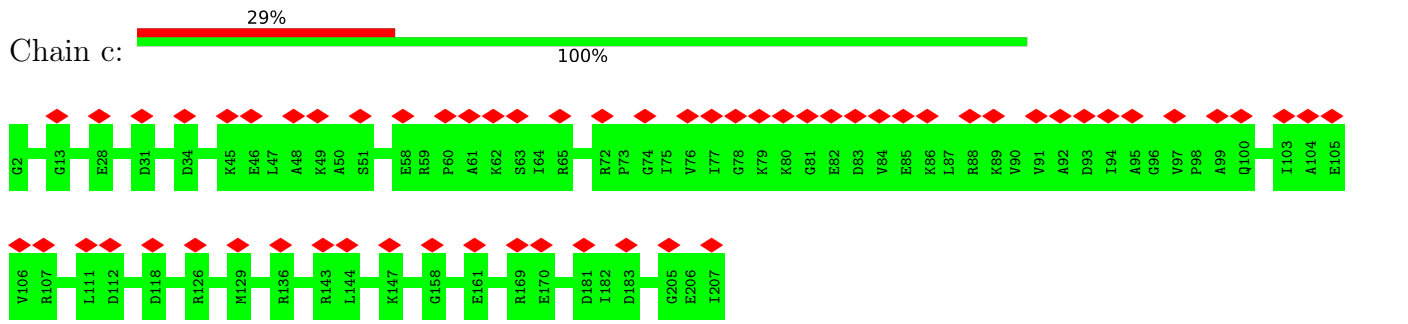 29%
Chain c:
100%
G2 G13 E28 D31 D34 K45 E46 L47 A48 K49 A50 S51 E58 R59 P60 A61 K62 S63 I64 R65 R72 P73 G74 I75 V76 I77 G78 K79 K80 G81 E82 D83 V84 E85 K86 L87 R88 K89 V90 V91 A92 D93 I94 A95 G96 V97 P98 A99 Q100 I103 A104 E105
V106 R107 L111 D112 D118 R126 M129 R136 R143 L144 K147 G158 E161 R169 E170 D181 I182 D183 G205 E206 I207